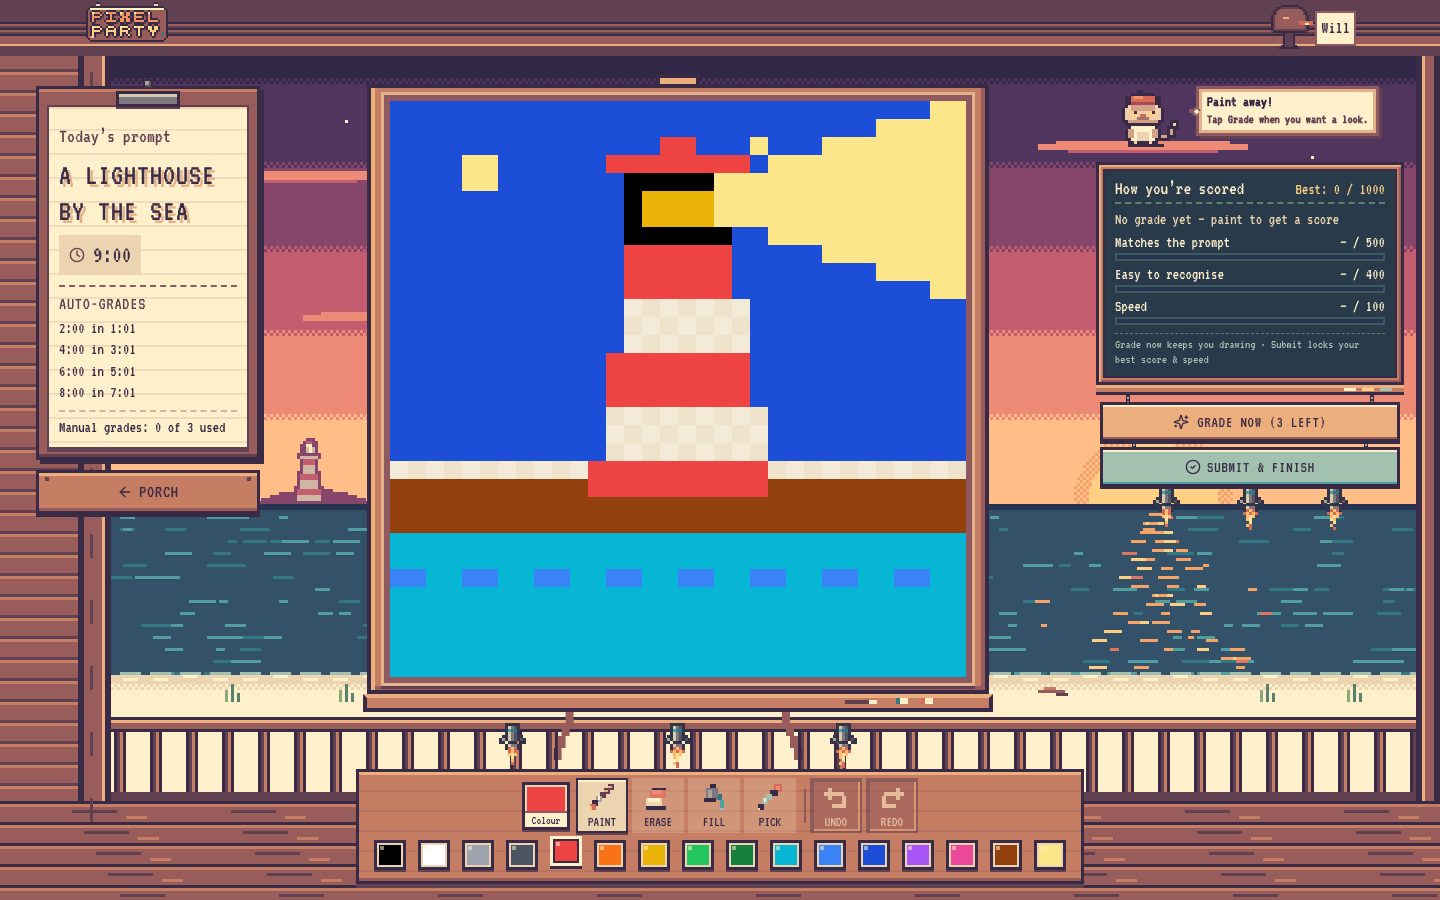 PIXEL
PARTY
Will
Today's prompt
A LIGHTHOUSE
BY THE SEA
9:00
AUTO-GRADES
2:00 in 1:01
4:00 in 3:01
6:00 in 5:01
8:00 in 7:01
Manual grades: 0 of 3 used
PORCH
Paint away!
Tap Grade when you want a look.
How you're scored
Best: 0 / 1000
No grade yet – paint to get a score
Matches the prompt
– / 500
Easy to recognise
– / 400
Speed
– / 100
Grade now keeps you drawing · Submit locks your
best score & speed
GRADE NOW (3 LEFT)
SUBMIT & FINISH
Colour
PAINT
ERASE
FILL
PICK
UNDO
REDO